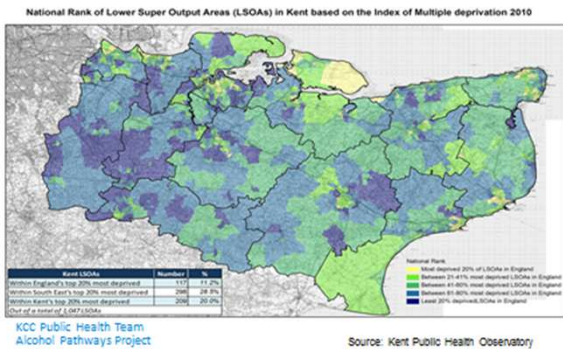 National Rank of Lower Super Output Areas (LSOAs) in Kent based on the Index of Multiple deprivation 2010
National Rank
Most deprived 20% of LSOAs in England
Between 21-41% most deprived LSOAs in England
Between 41-60% most deprived LSOAs in England
Between 61-80% most deprived LSOAs in England
Least 20% deprived LSOAs in England
Kent LSOAs Number %
Within England's top 20% most deprived 117 11.2%
Within South East's top 20% most deprived 298 28.5%
Within Kent's top 20% most deprived 209 20.0%
Out of a total of 1,047 LSOAs
KCC Public Health Team
Alcohol Pathways Project
Source: Kent Public Health Observatory